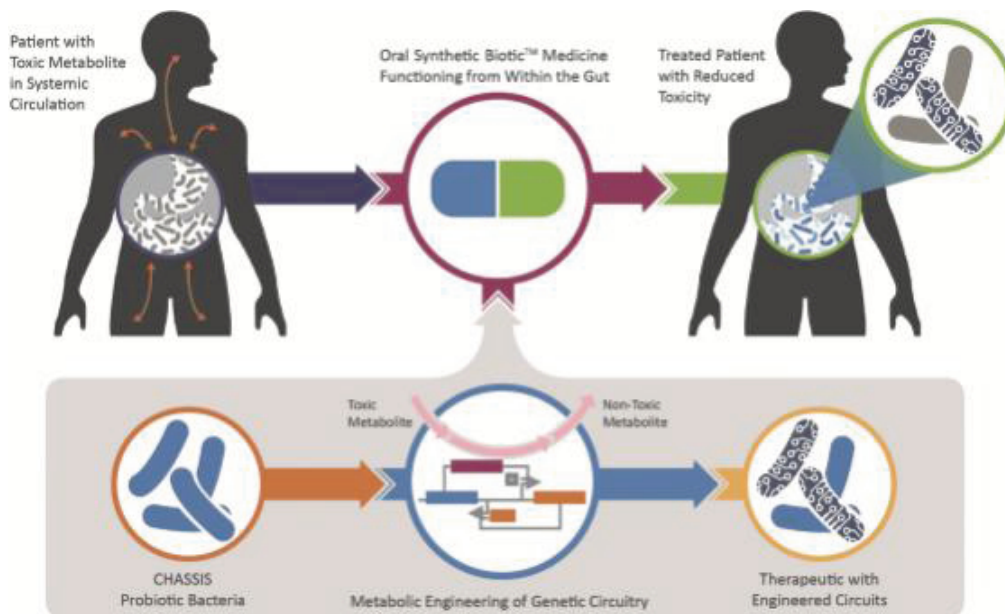 Patient with
Toxic Metabolite
in Systemic
Circulation
Oral Synthetic Biotic™ Medicine
Functioning from Within the Gut
Treated Patient
with Reduced
Toxicity
Toxic
Metabolite
Non-Toxic
Metabolite
CHASSIS
Probiotic Bacteria
Metabolic Engineering of Genetic Circuitry
Therapeutic with
Engineered Circuits